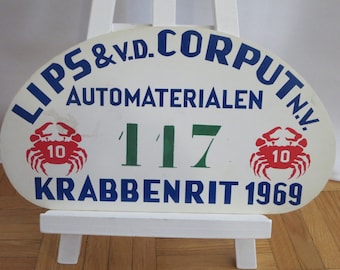 LIPS & V.D. CORPUT N.V.
AUTOMATERIALEN
117
10
10
KRABBENRIT 1969